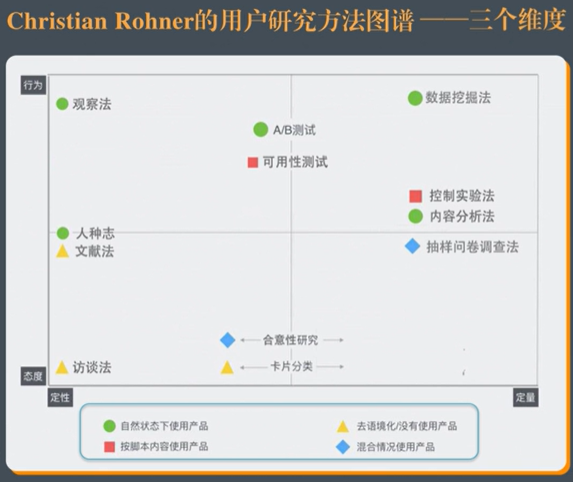 Christian Rohner的用户研究方法图谱——三个维度
行为
观察法
数据挖掘法
A/B测试
可用性测试
控制实验法
内容分析法
人种志
文献法
抽样问卷调查法
合意性研究
访谈法
卡片分类
态度
定性
定量
自然状态下使用产品
去语境化/没有使用产品
按脚本内容使用产品
混合情况使用产品